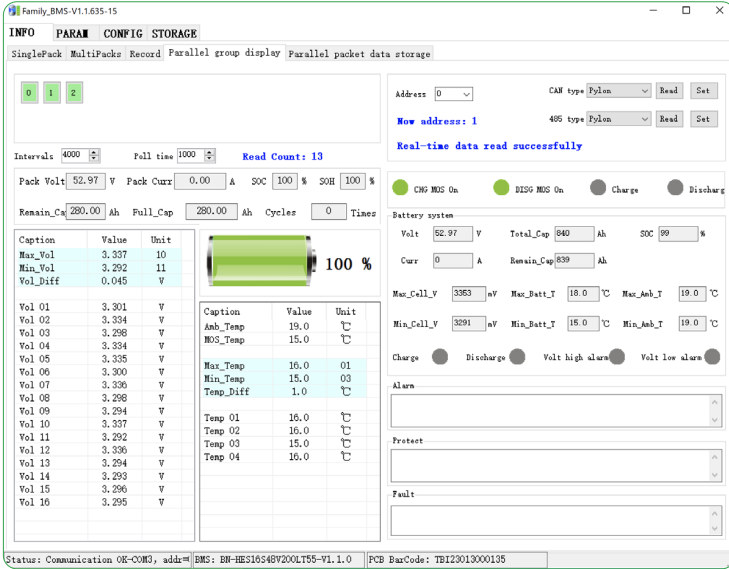 Family_BMS-V1.1.635-15
INFO PARAM CONFIG STORAGE
SinglePack MultiPacks Record Parallel group display Parallel packet data storage
0 1 2
Intervals 4000 Poll time 1000 Read Count: 13
Pack Volt 52.97 V Pack Curr 0.00 A SOC 100 % SOH 100 %
Remain_Ca 280.00 Ah Full_Cap 280.00 Ah Cycles 0 Times
Caption Value Unit
Max_Vol 3.337 10
Min_Vol 3.292 11
Vol_Diff 0.045 V
Vol 01 3.301 V
Vol 02 3.334 V
Vol 03 3.298 V
Vol 04 3.334 V
Vol 05 3.335 V
Vol 06 3.300 V
Vol 07 3.336 V
Vol 08 3.298 V
Vol 09 3.294 V
Vol 10 3.337 V
Vol 11 3.292 V
Vol 12 3.336 V
Vol 13 3.294 V
Vol 14 3.293 V
Vol 15 3.296 V
Vol 16 3.295 V
100 %
Caption Value Unit
Amb_Temp 19.0 ℃
MOS_Temp 15.0 ℃
Max_Temp 16.0 01
Min_Temp 15.0 03
Temp_Diff 1.0 ℃
Temp 01 16.0 ℃
Temp 02 16.0 ℃
Temp 03 15.0 ℃
Temp 04 16.0 ℃
Address 0 CAN type Pylon Read Set
Now address: 1 485 type Pylon Read Set
Real-time data read successfully
CHG MOS On DISG MOS On Charge Discharg
Battery system
Volt 52.97 V Total_Cap 840 Ah SOC 99 %
Curr 0 A Remain_Cap 839 Ah
Max_Cell_V 3353 mV Max_Batt_T 18.0 ℃ Max_Amb_T 19.0 ℃
Min_Cell_V 3291 mV Min_Batt_T 15.0 ℃ Min_Amb_T 19.0 ℃
Charge Discharge Volt high alarm Volt low alarm
Alarm
Protect
Fault
Status: Communication OK-COM3, addr= BMS: BN-HES16S48V200LT55-V1.1.0 PCB BarCode: TBI23013000135